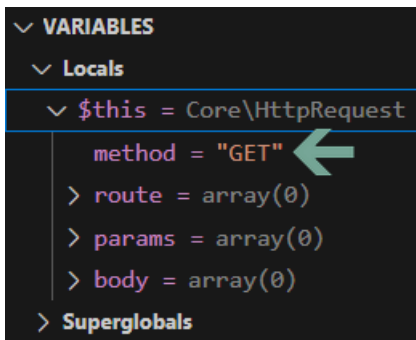 VARIABLES
Locals
$this = Core\HttpRequest
method = "GET"
route = array(0)
params = array(0)
body = array(0)
Superglobals